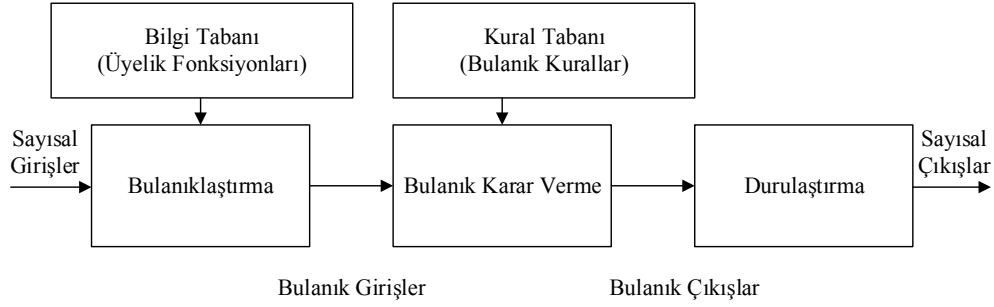 Bilgi Tabanı
(Üyelik Fonksiyonları)
Kural Tabanı
(Bulanık Kurallar)
Sayısal
Girişler
Bulanıklaştırma
Bulanık Karar Verme
Durulaştırma
Sayısal
Çıkışlar
Bulanık Girişler
Bulanık Çıkışlar